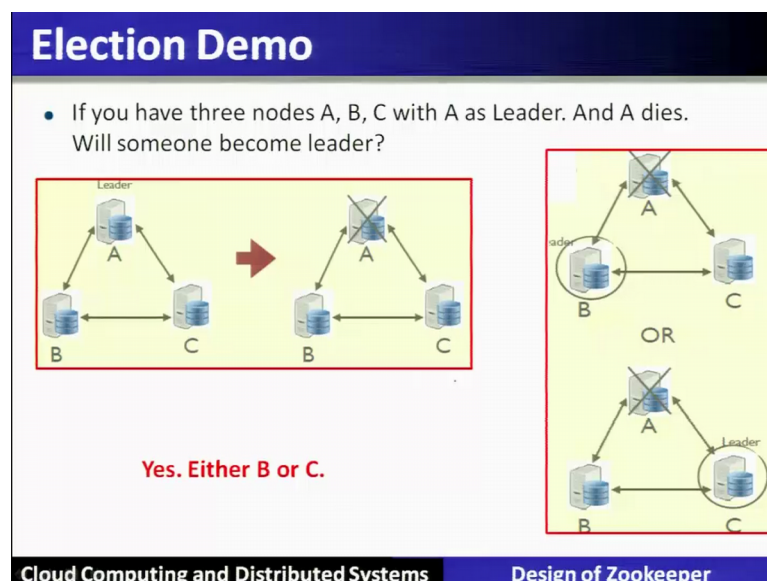 Election Demo
• If you have three nodes A, B, C with A as Leader. And A dies.
Will someone become leader?
Leader
A
B
C
A
B
C
A
B
C
OR
A
Leader
B
C
Yes. Either B or C.
Cloud Computing and Distributed Systems
Design of Zookeeper